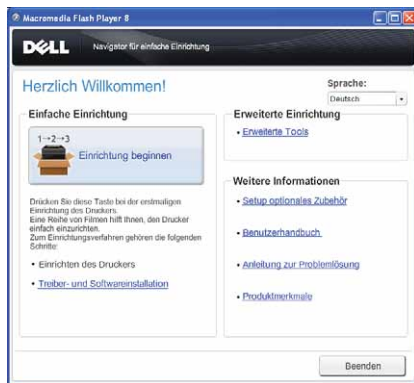 Macromedia Flash Player 8
DELL Navigator für einfache Einrichtung
Herzlich Willkommen!
Sprache:
Deutsch
Einfache Einrichtung
1→2→3
Einrichtung beginnen
Drücken Sie diese Taste bei der erstmaligen
Einrichtung des Druckers.
Eine Reihe von Filmen hilft Ihnen, den Drucker
einfach einzurichten.
Zum Einrichtungsverfahren gehören die folgenden
Schritte:
• Einrichten des Druckers
• Treiber- und Softwareinstallation
Erweiterte Einrichtung
• Erweiterte Tools
Weitere Informationen
• Setup optionales Zubehör
• Benutzerhandbuch
• Anleitung zur Problemlösung
• Produktmerkmale
Beenden